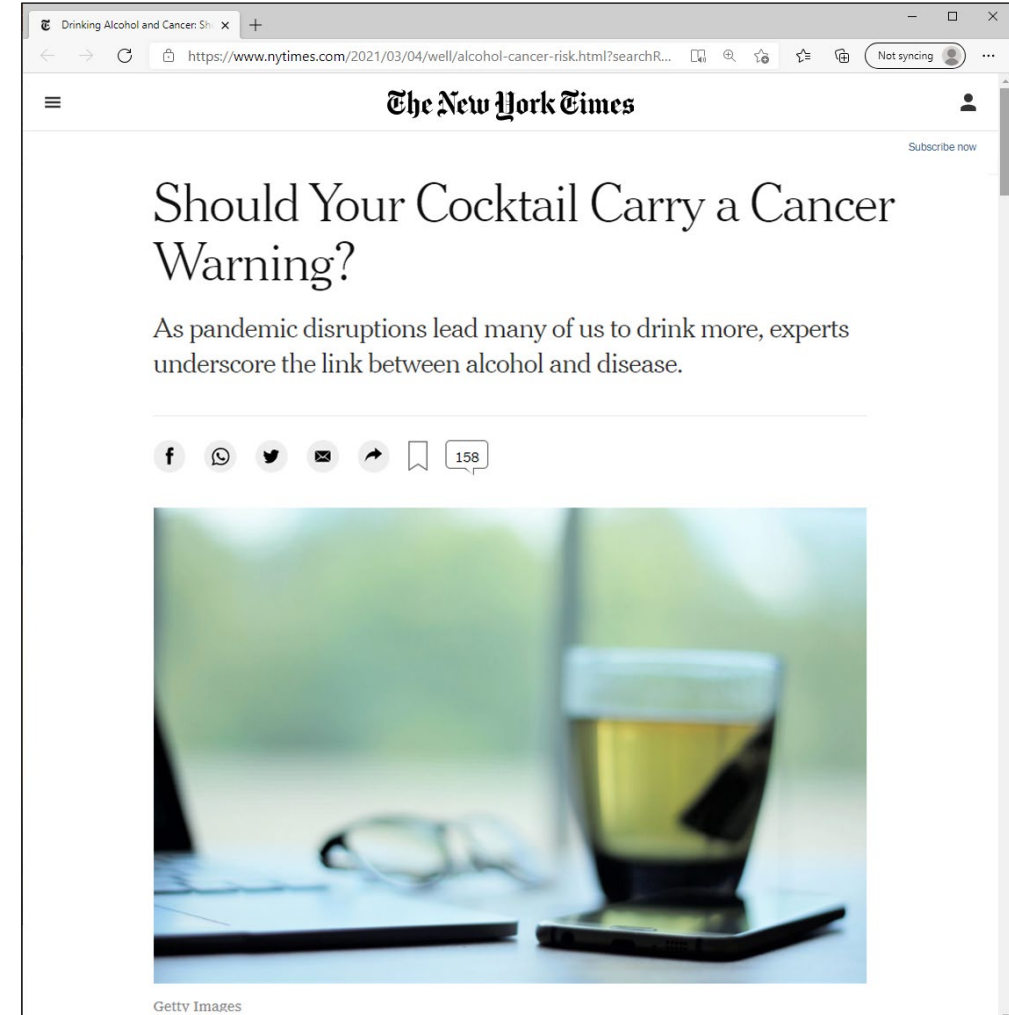 Drinking Alcohol and Cancer: Sh
https://www.nytimes.com/2021/03/04/well/alcohol-cancer-risk.html?searchR...
Not syncing
The New York Times
Subscribe now
Should Your Cocktail Carry a Cancer
Warning?
As pandemic disruptions lead many of us to drink more, experts
underscore the link between alcohol and disease.
f
158
Getty Images